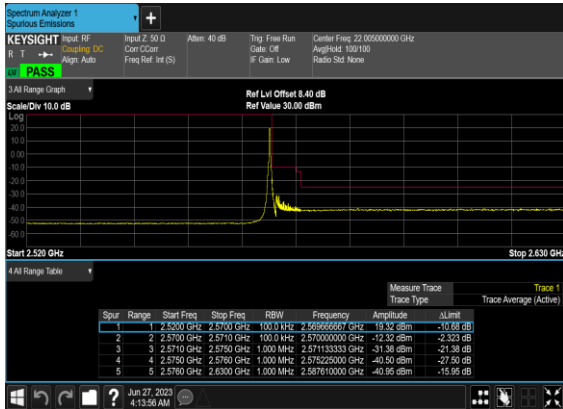 Spectrum Analyzer 1
Spurious Emissions
KEYSIGHT Input: RF Input Z: 50 Ω Atten: 40 dB Trig: Free Run Center Freq: 22.005000000 GHz
R T Coupling: DC Corr CCorr Gate: Off Avg|Hold: 100/100
Align: Auto Freq Ref: Int (S) IF Gain: Low Radio Std: None
PASS
3 All Range Graph
Ref Lvl Offset 8.40 dB
Scale/Div 10.0 dB Ref Value 30.00 dBm
Log
20.0
10.0
0.00
-10.0
-20.0
-30.0
-40.0
-50.0
-60.0
Start 2.520 GHz Stop 2.630 GHz
4 All Range Table
Measure Trace Trace 1
Trace Type Trace Average (Active)
Spur Range Start Freq Stop Freq RBW Frequency Amplitude ΔLimit
1 1 2.5200 GHz 2.5700 GHz 100.0 kHz 2.569666667 GHz 19.32 dBm -10.68 dB
2 2 2.5700 GHz 2.5710 GHz 100.0 kHz 2.570000000 GHz -12.32 dBm -2.323 dB
3 3 2.5710 GHz 2.5750 GHz 1.000 MHz 2.571133333 GHz -31.38 dBm -21.38 dB
4 4 2.5750 GHz 2.5760 GHz 1.000 MHz 2.575225000 GHz -40.50 dBm -27.50 dB
5 5 2.5760 GHz 2.6300 GHz 1.000 MHz 2.587610000 GHz -40.95 dBm -15.95 dB
Jun 27, 2023
4:13:56 AM